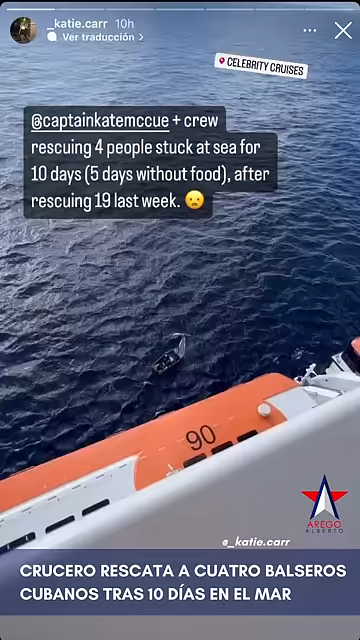 _katie.carr 10h
Ver traducción >
CELEBRITY CRUISES
@captainkatemccue + crew
rescuing 4 people stuck at sea for
10 days (5 days without food), after
rescuing 19 last week. 😦
90
AREGO
ALBERTO
@_katie.carr
CRUCERO RESCATA A CUATRO BALSEROS
CUBANOS TRAS 10 DÍAS EN EL MAR